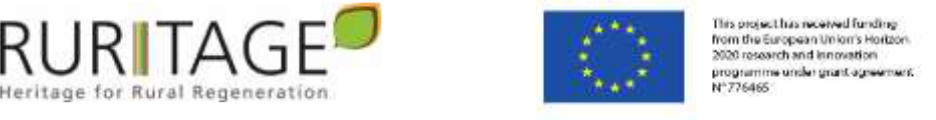 RURITAGE
Heritage for Rural Regeneration
This project has received funding
from the European Union's Horizon
2020 research and innovation
programme under grant agreement
N°776465